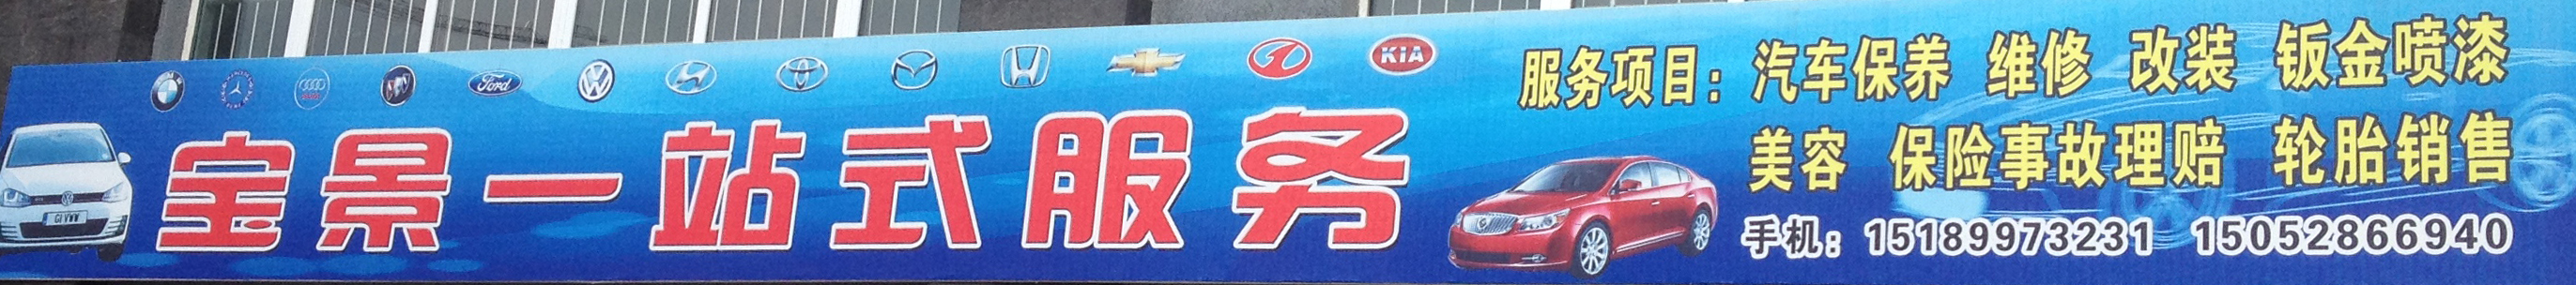 Ford
KIA
宝景一站式服务
服务项目：汽车保养 维修 改装 钣金喷漆
美容 保险事故理赔 轮胎销售
手机：15189973231 15052866940